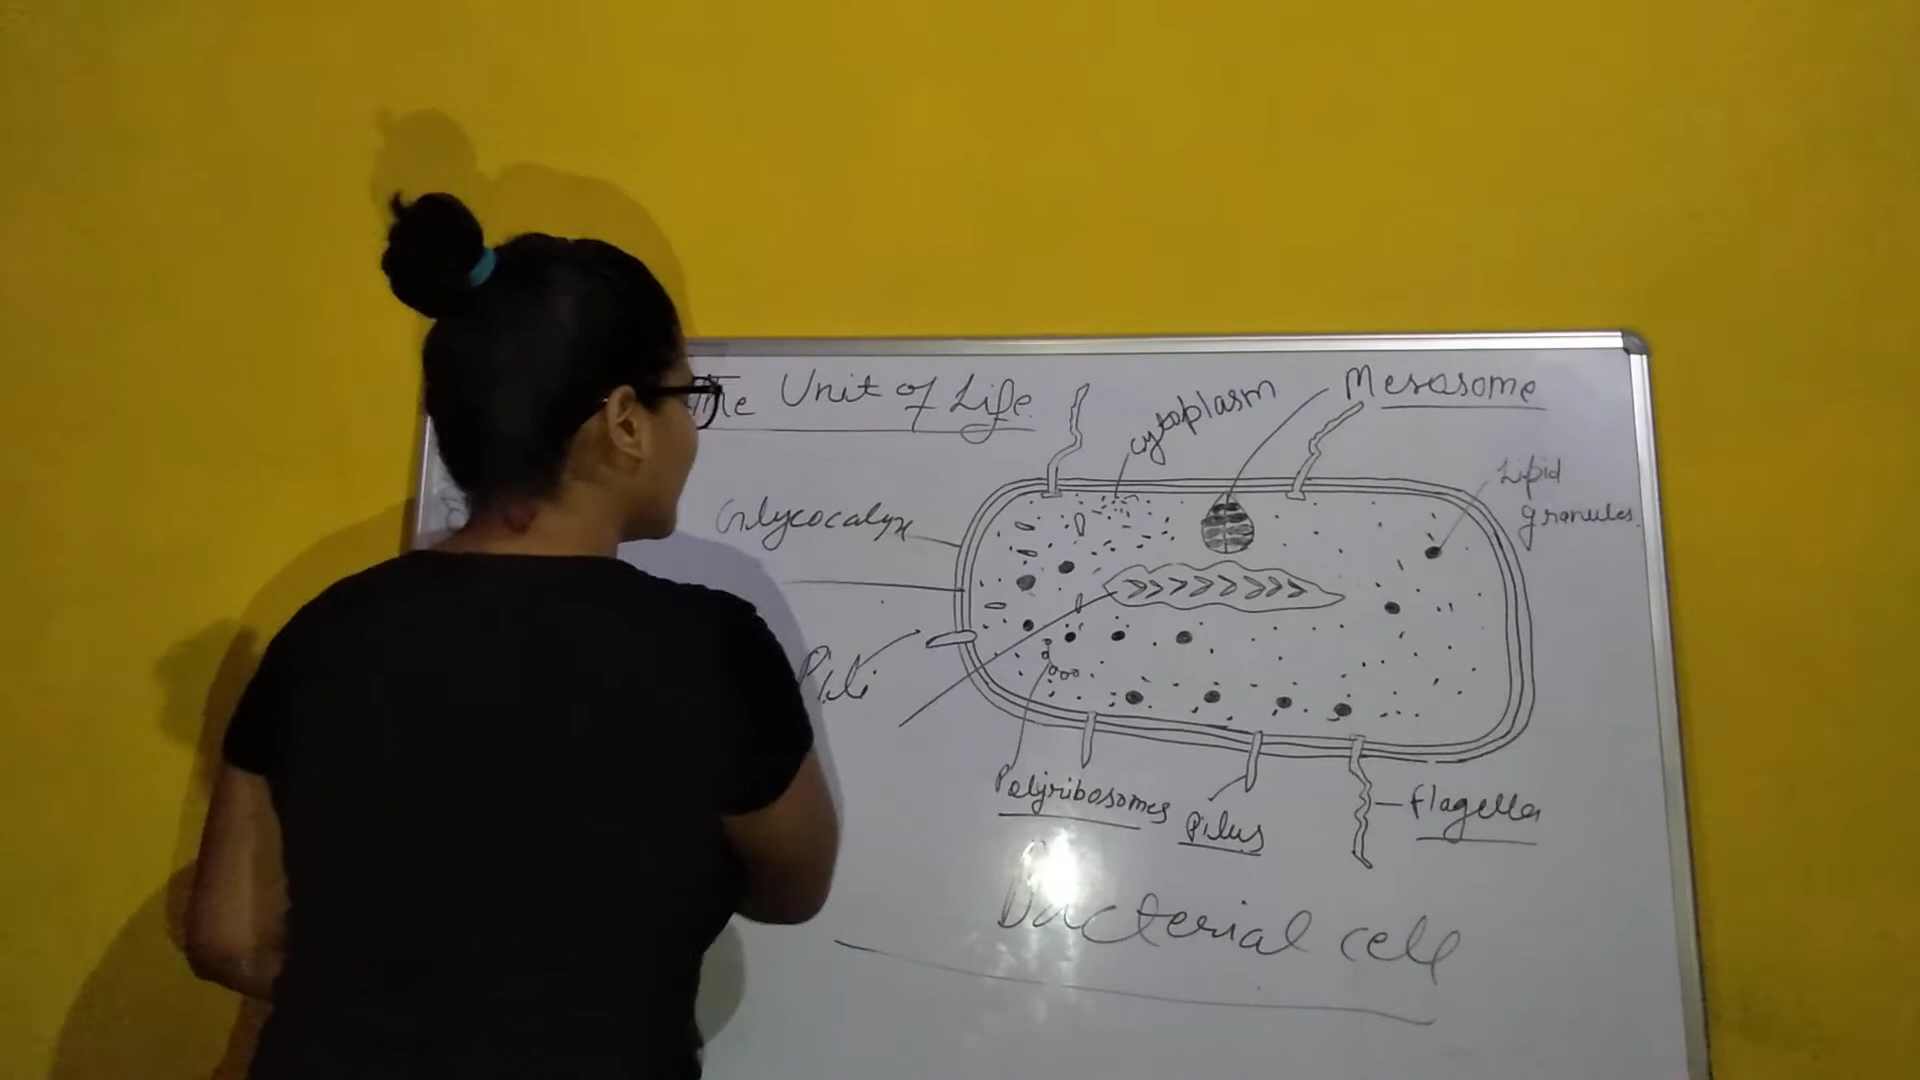 The Unit of Life
cytoplasm
Mesosome
Lipid
granules
Glycocalyx
Pili
Polyribosomes
Pilus
flagella
Bacterial cell